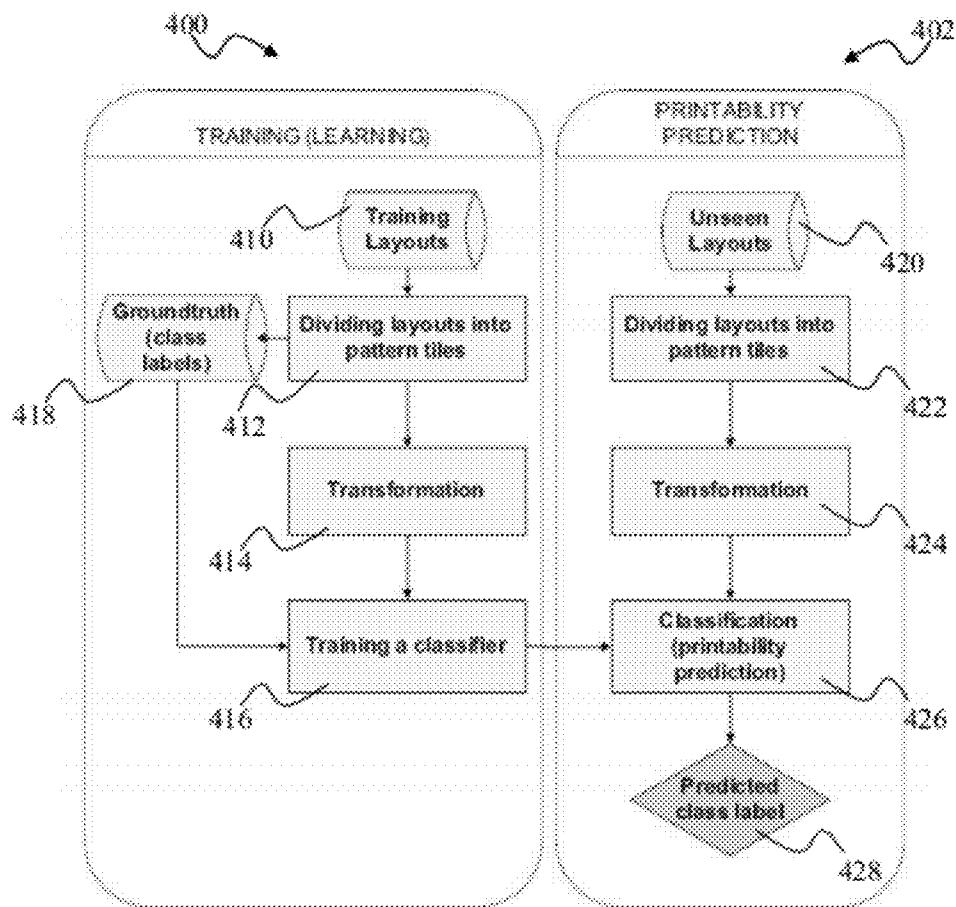 400
402
TRAINING (LEARNING)
PRINTABILITY
PREDICTION
410
Training
Layouts
Unseen
Layouts
420
Groundtruth
(class
labels)
Dividing layouts into
pattern tiles
Dividing layouts into
pattern tiles
418
412
422
Transformation
Transformation
414
424
Training a classifier
Classification
(printability
prediction)
416
426
Predicted
class label
428